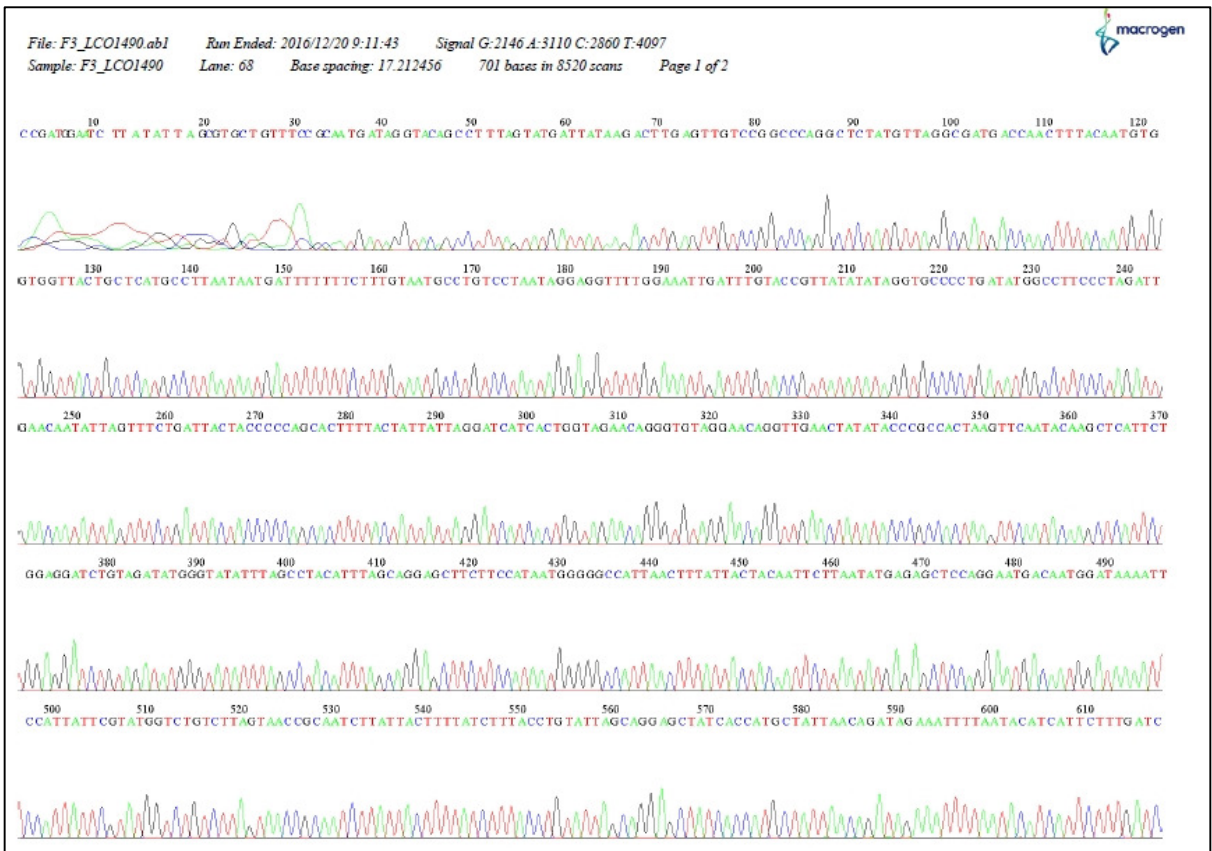 macrogen
File: F3_LCO1490.ab1 Run Ended: 2016/12/20 9:11:43 Signal G:2146 A:3110 C:2860 T:4097
Sample: F3_LCO1490 Lane: 68 Base spacing: 17.212456 701 bases in 8520 scans Page 1 of 2
10 20 30 40 50 60 70 80 90 100 110 120
CCGATGGAATC TTATATTAGCGTGCTGTTTCCGCAATGATAGGTACAGCCTTTAGTATGATTATAAGACTTGAGTTGTCCGGCCCAGGCTCTATGTTAGGCGATGACCAACTTTACAATGTG
130 140 150 160 170 180 190 200 210 220 230 240
GTGGTTACTGCTCATGCCTTAATAATGATTTTTTTCTTTGTAATGCCTGTCCTAATAGGAGGTTTTGGAAATTGATTTGTACCGTTATATATAGGTGCCCCTGATATGGCCTTCCCTAGATT
250 260 270 280 290 300 310 320 330 340 350 360 370
GAACAATATTAGTTTCTGATTACTACCCCCAGCACTTTTACTATTATTAGGATCATCACTGGTAGAACAGGGTGTAGGAACAGGTTGAACTATATACCCGCCACTAAGTTCAATACAAGCTCATTCT
380 390 400 410 420 430 440 450 460 470 480 490
GGAGGATCTGTAGATATGGGTATATTTAGCCTACATTTAGCAGGAGCTTCTTCCATAATGGGGGCCATTAACTTTATTACTACAATTCTTAATATGAGAGCTCCAGGAATGACAATGGATAAAATT
500 510 520 530 540 550 560 570 580 590 600 610
CCATTATTCGTATGGTCTGTCTTAGTAACCGCAATCTTATTACTTTTATCTTTACCTGTATTAGCAGGAGCTATCACCATGCTATTAACAGATAGAAATTTTAATACATCATTCTTTGATC